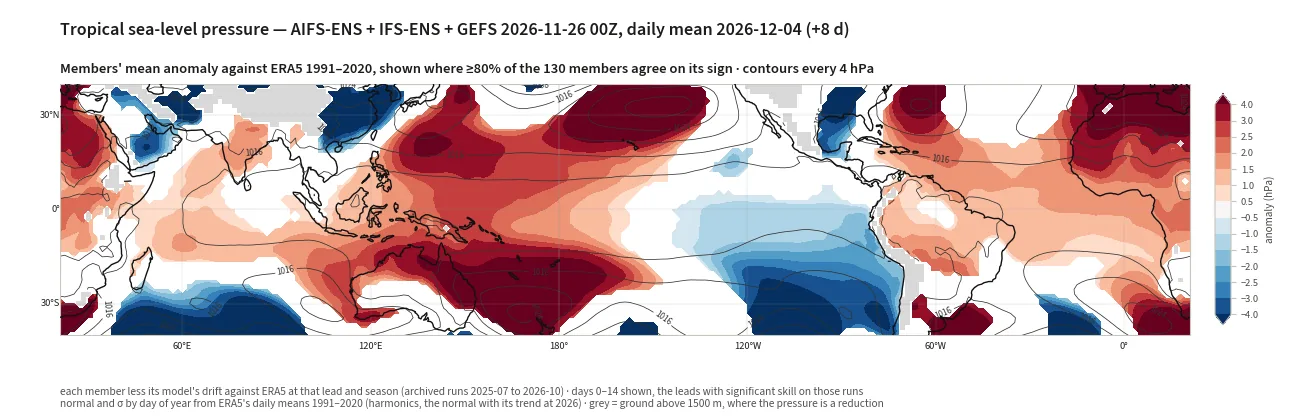 Tropical sea-level pressure — AIFS-ENS + IFS-ENS + GEFS 2026-11-26 00Z, daily mean 2026-12-04 (+8 d)
Members' mean anomaly against ERA5 1991–2020, shown where ≥80% of the 130 members agree on its sign · contours every 4 hPa
30°N
0°
30°S
60°E
120°E
180°
120°W
60°W
0°
1016
1016
1016
1016
1016
1016
1016
1016
4.0
3.0
2.0
1.5
1.0
0.5
−0.5
−1.0
−1.5
−2.0
−3.0
−4.0
anomaly (hPa)
each member less its model's drift against ERA5 at that lead and season (archived runs 2025-07 to 2026-10) · days 0–14 shown, the leads with significant skill on those runs
normal and σ by day of year from ERA5's daily means 1991–2020 (harmonics, the normal with its trend at 2026) · grey = ground above 1500 m, where the pressure is a reduction